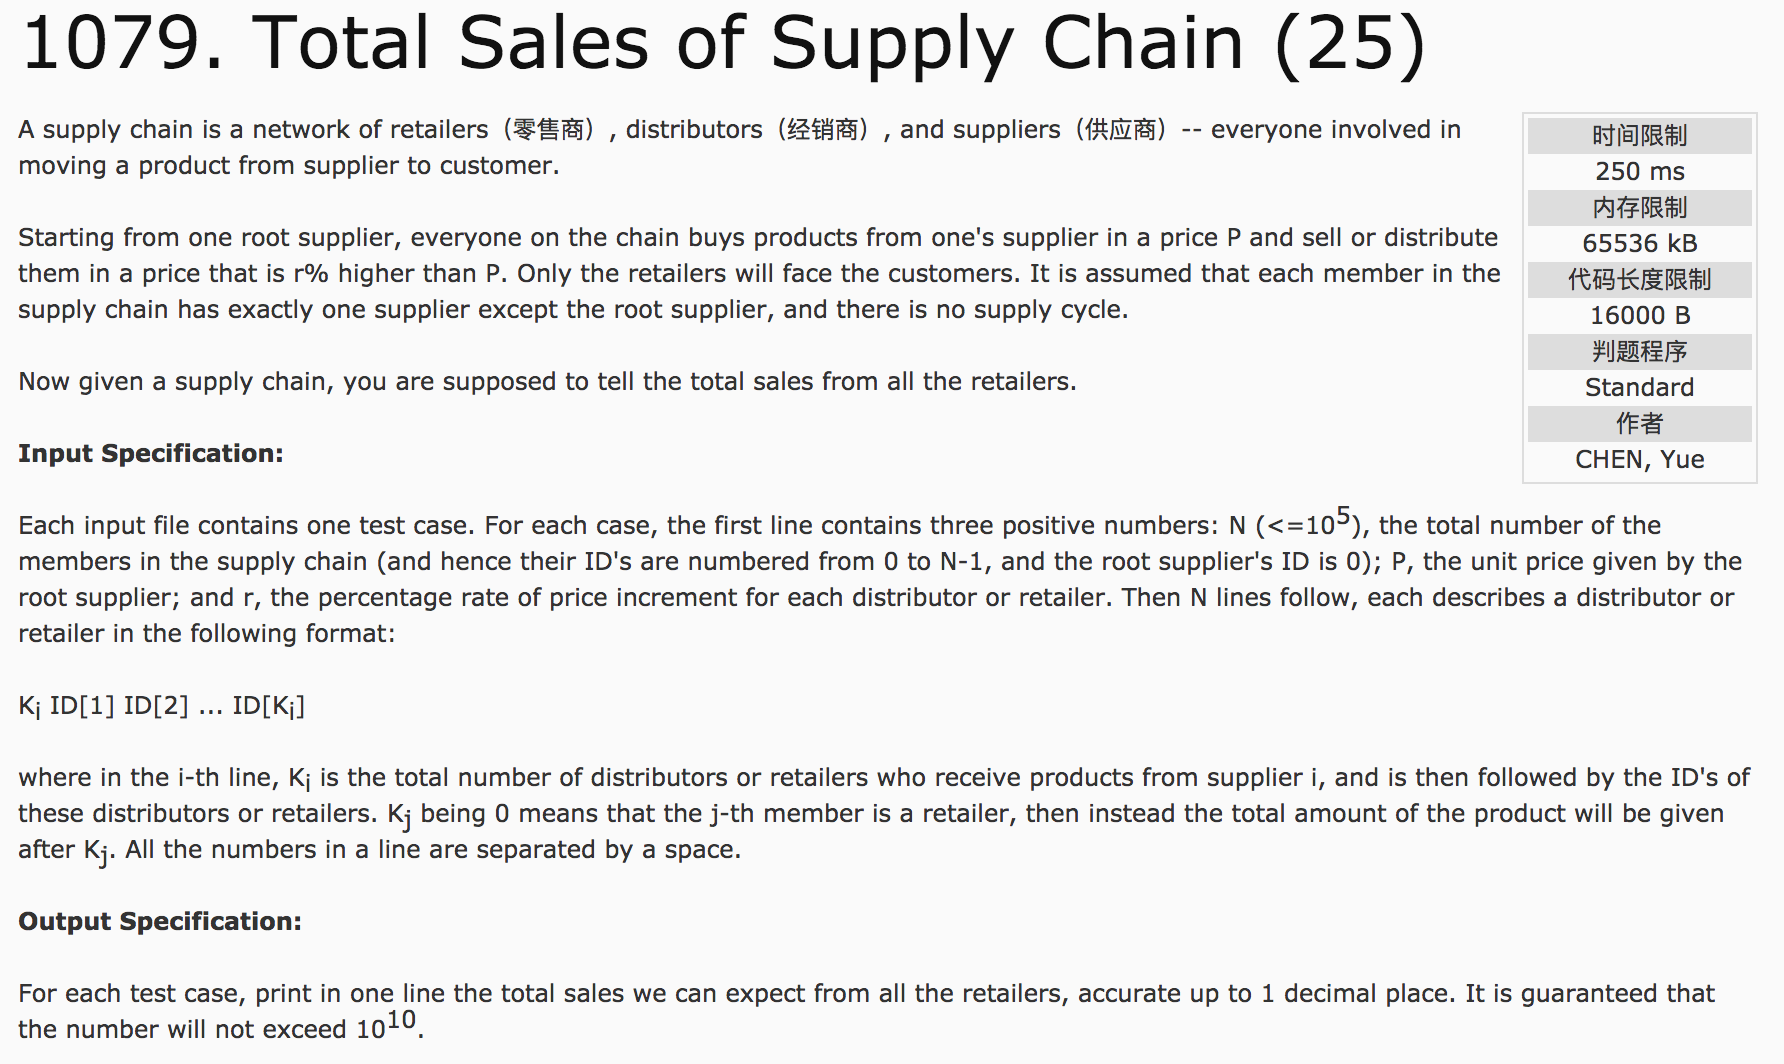 1079. Total Sales of Supply Chain (25)
A supply chain is a network of retailers（零售商）, distributors（经销商）, and suppliers（供应商）-- everyone involved in
moving a product from supplier to customer.
Starting from one root supplier, everyone on the chain buys products from one's supplier in a price P and sell or distribute
them in a price that is r% higher than P. Only the retailers will face the customers. It is assumed that each member in the
supply chain has exactly one supplier except the root supplier, and there is no supply cycle.
Now given a supply chain, you are supposed to tell the total sales from all the retailers.
时间限制
250 ms
内存限制
65536 kB
代码长度限制
16000 B
判题程序
Standard
作者
CHEN, Yue
Input Specification:
Each input file contains one test case. For each case, the first line contains three positive numbers: N (<=10^5), the total number of the
members in the supply chain (and hence their ID's are numbered from 0 to N-1, and the root supplier's ID is 0); P, the unit price given by the
root supplier; and r, the percentage rate of price increment for each distributor or retailer. Then N lines follow, each describes a distributor or
retailer in the following format:
K_i ID[1] ID[2] ... ID[K_i]
where in the i-th line, K_i is the total number of distributors or retailers who receive products from supplier i, and is then followed by the ID's of
these distributors or retailers. K_j being 0 means that the j-th member is a retailer, then instead the total amount of the product will be given
after K_j. All the numbers in a line are separated by a space.
Output Specification:
For each test case, print in one line the total sales we can expect from all the retailers, accurate up to 1 decimal place. It is guaranteed that
the number will not exceed 10^10.